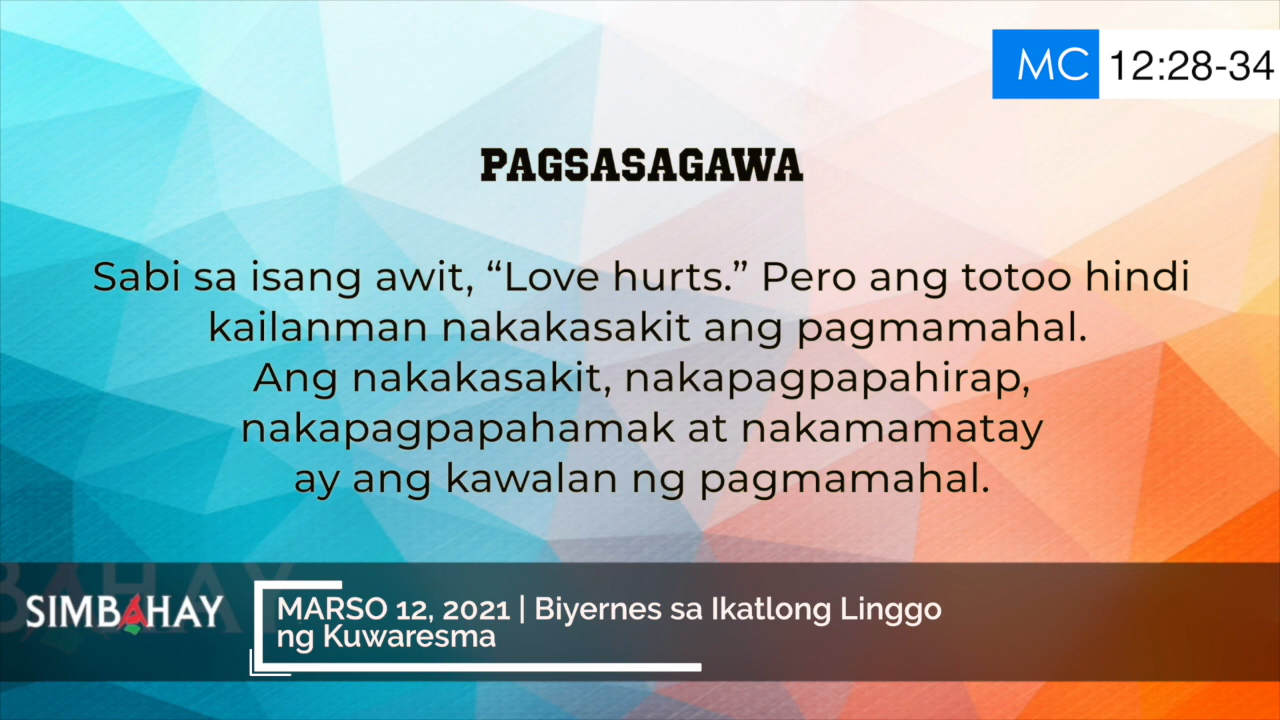 MC 12:28-34
PAGSASAGAWA
Sabi sa isang awit, “Love hurts.” Pero ang totoo hindi
kailanman nakakasakit ang pagmamahal.
Ang nakakasakit, nakapagpapahirap,
nakapagpapahamak at nakamamatay
ay ang kawalan ng pagmamahal.
SIMBAHAY
MARSO 12, 2021 | Biyernes sa Ikatlong Linggo
ng Kuwaresma